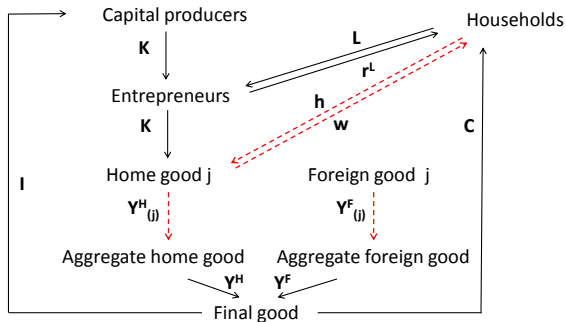 Capital producers
Households
K
L
r^L
Entrepreneurs
h
w
K
C
I
Home good j
Foreign good j
Y^H_(j)
Y^F_(j)
Aggregate home good
Aggregate foreign good
Y^H
Y^F
Final good